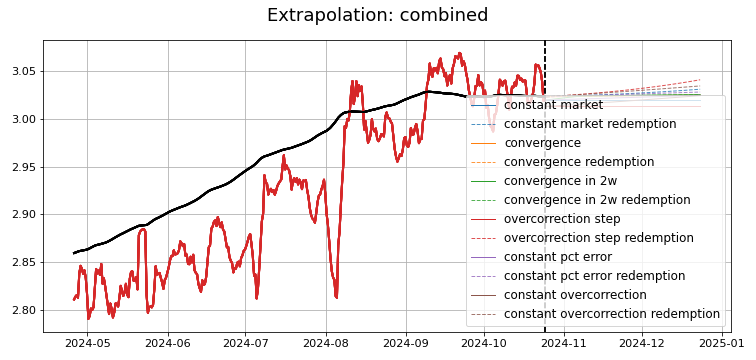 Extrapolation: combined
3.05
3.00
2.95
2.90
2.85
2.80
constant market
constant market redemption
convergence
convergence redemption
convergence in 2w
convergence in 2w redemption
overcorrection step
overcorrection step redemption
constant pct error
constant pct error redemption
constant overcorrection
constant overcorrection redemption
2024-05 2024-06 2024-07 2024-08 2024-09 2024-10 2024-11 2024-12 2025-01